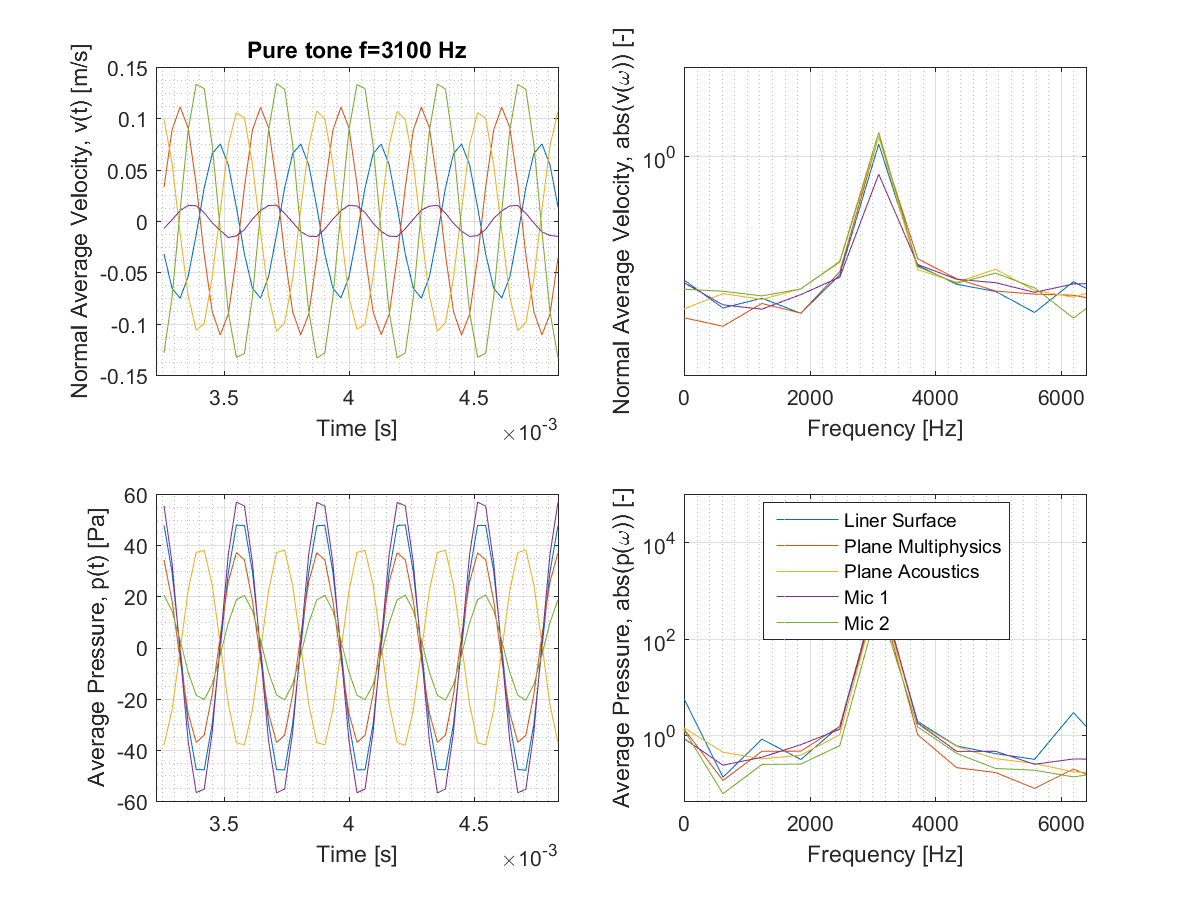 Pure tone f=3100 Hz
Normal Average Velocity, v(t) [m/s]
0.15
0.1
0.05
0
-0.05
-0.1
-0.15
3.5
4
4.5
Time [s]
×10-3
Normal Average Velocity, abs(v(ω)) [-]
100
0
2000
4000
6000
Frequency [Hz]
Average Pressure, p(t) [Pa]
60
40
20
0
-20
-40
-60
3.5
4
4.5
Time [s]
×10-3
Average Pressure, abs(p(ω)) [-]
104
102
100
Liner Surface
Plane Multiphysics
Plane Acoustics
Mic 1
Mic 2
0
2000
4000
6000
Frequency [Hz]